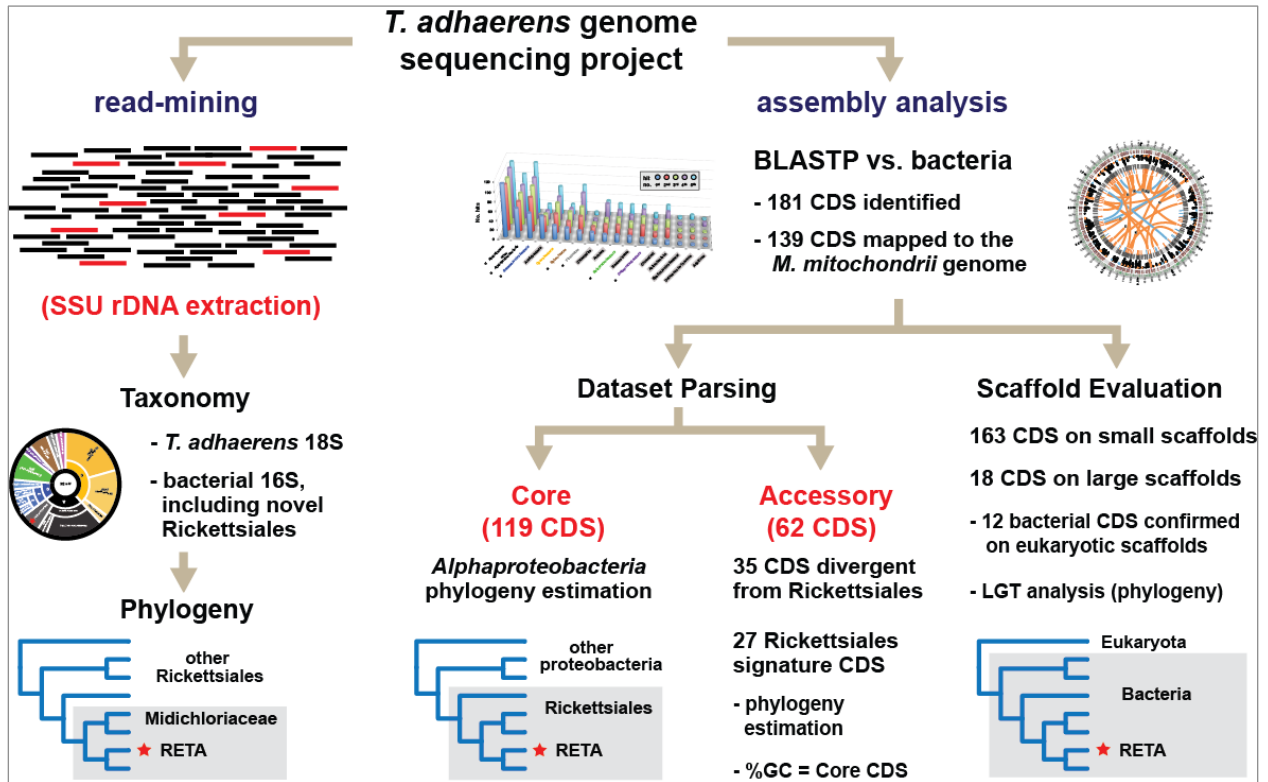 T. adhaerens genome
sequencing project
read-mining
(SSU rDNA extraction)
Taxonomy
- T. adhaerens 18S
- bacterial 16S,
including novel
Rickettsiales
Phylogeny
other
Rickettsiales
Midichloriaceae
RETA
assembly analysis
BLASTP vs. bacteria
- 181 CDS identified
- 139 CDS mapped to the
M. mitochondrii genome
Dataset Parsing
Core
(119 CDS)
Alphaproteobacteria
phylogeny estimation
other
proteobacteria
Rickettsiales
RETA
Accessory
(62 CDS)
35 CDS divergent
from Rickettsiales
27 Rickettsiales
signature CDS
- phylogeny
estimation
- %GC = Core CDS
Scaffold Evaluation
163 CDS on small scaffolds
18 CDS on large scaffolds
- 12 bacterial CDS confirmed
on eukaryotic scaffolds
- LGT analysis (phylogeny)
Eukaryota
Bacteria
RETA